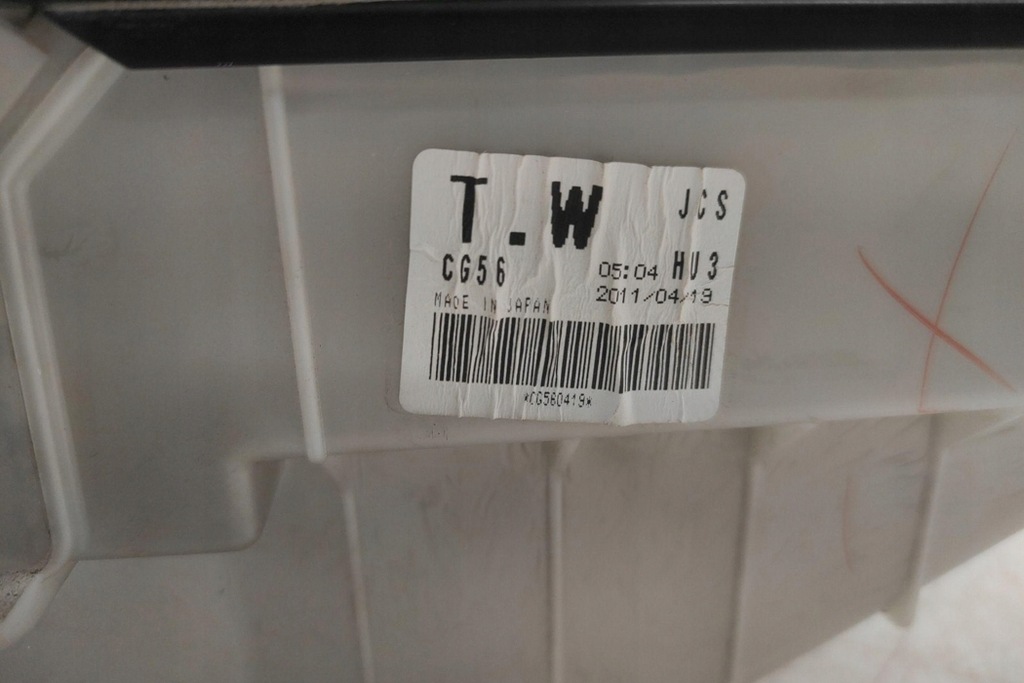 T.W JCS
CG56 05:04 HU3
MADE IN JAPAN 2011/04/19
*CG560419*